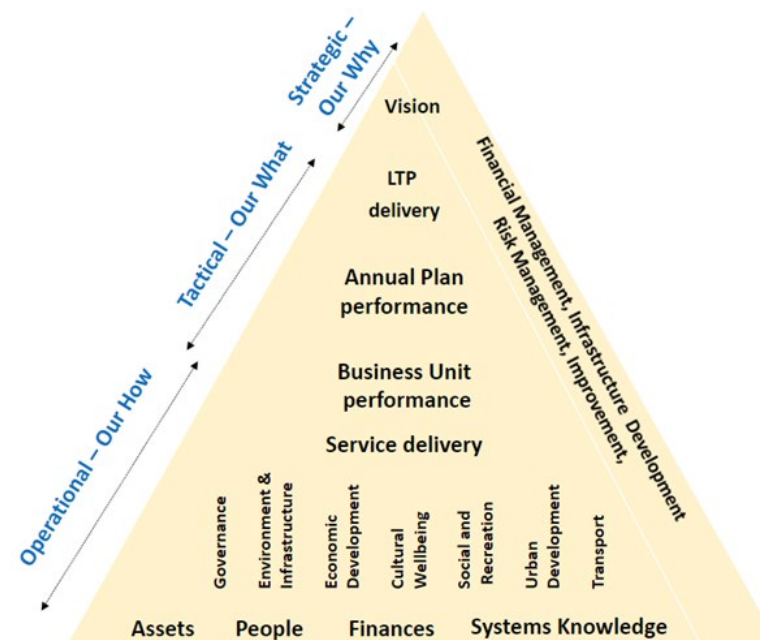 Strategic –
Our Why
Tactical – Our What
Operational – Our How
Vision
LTP
delivery
Annual Plan
performance
Business Unit
performance
Service delivery
Financial Management, Infrastructure Development
Risk Management, Improvement,
Governance
Environment &
Infrastructure
Economic
Development
Cultural
Wellbeing
Social and
Recreation
Urban
Development
Transport
Assets People Finances Systems Knowledge